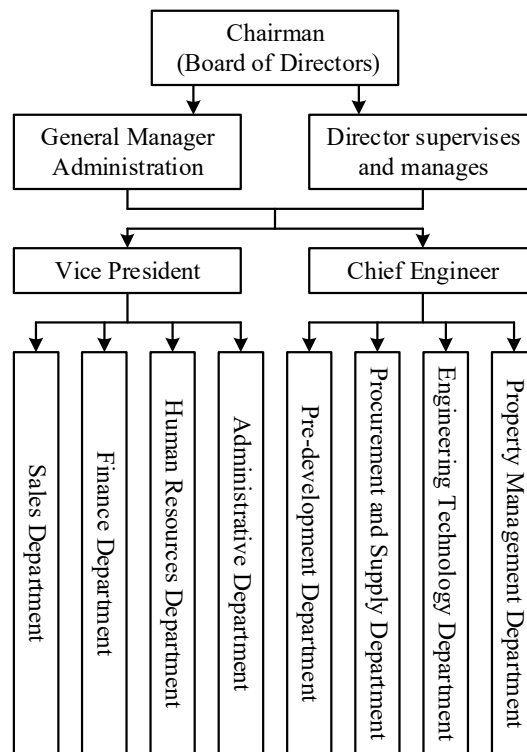 Chairman
(Board of Directors)
General Manager
Administration
Director supervises
and manages
Vice President
Chief Engineer
Sales Department
Finance Department
Human Resources Department
Administrative Department
Pre-development Department
Procurement and Supply Department
Engineering Technology Department
Property Management Department